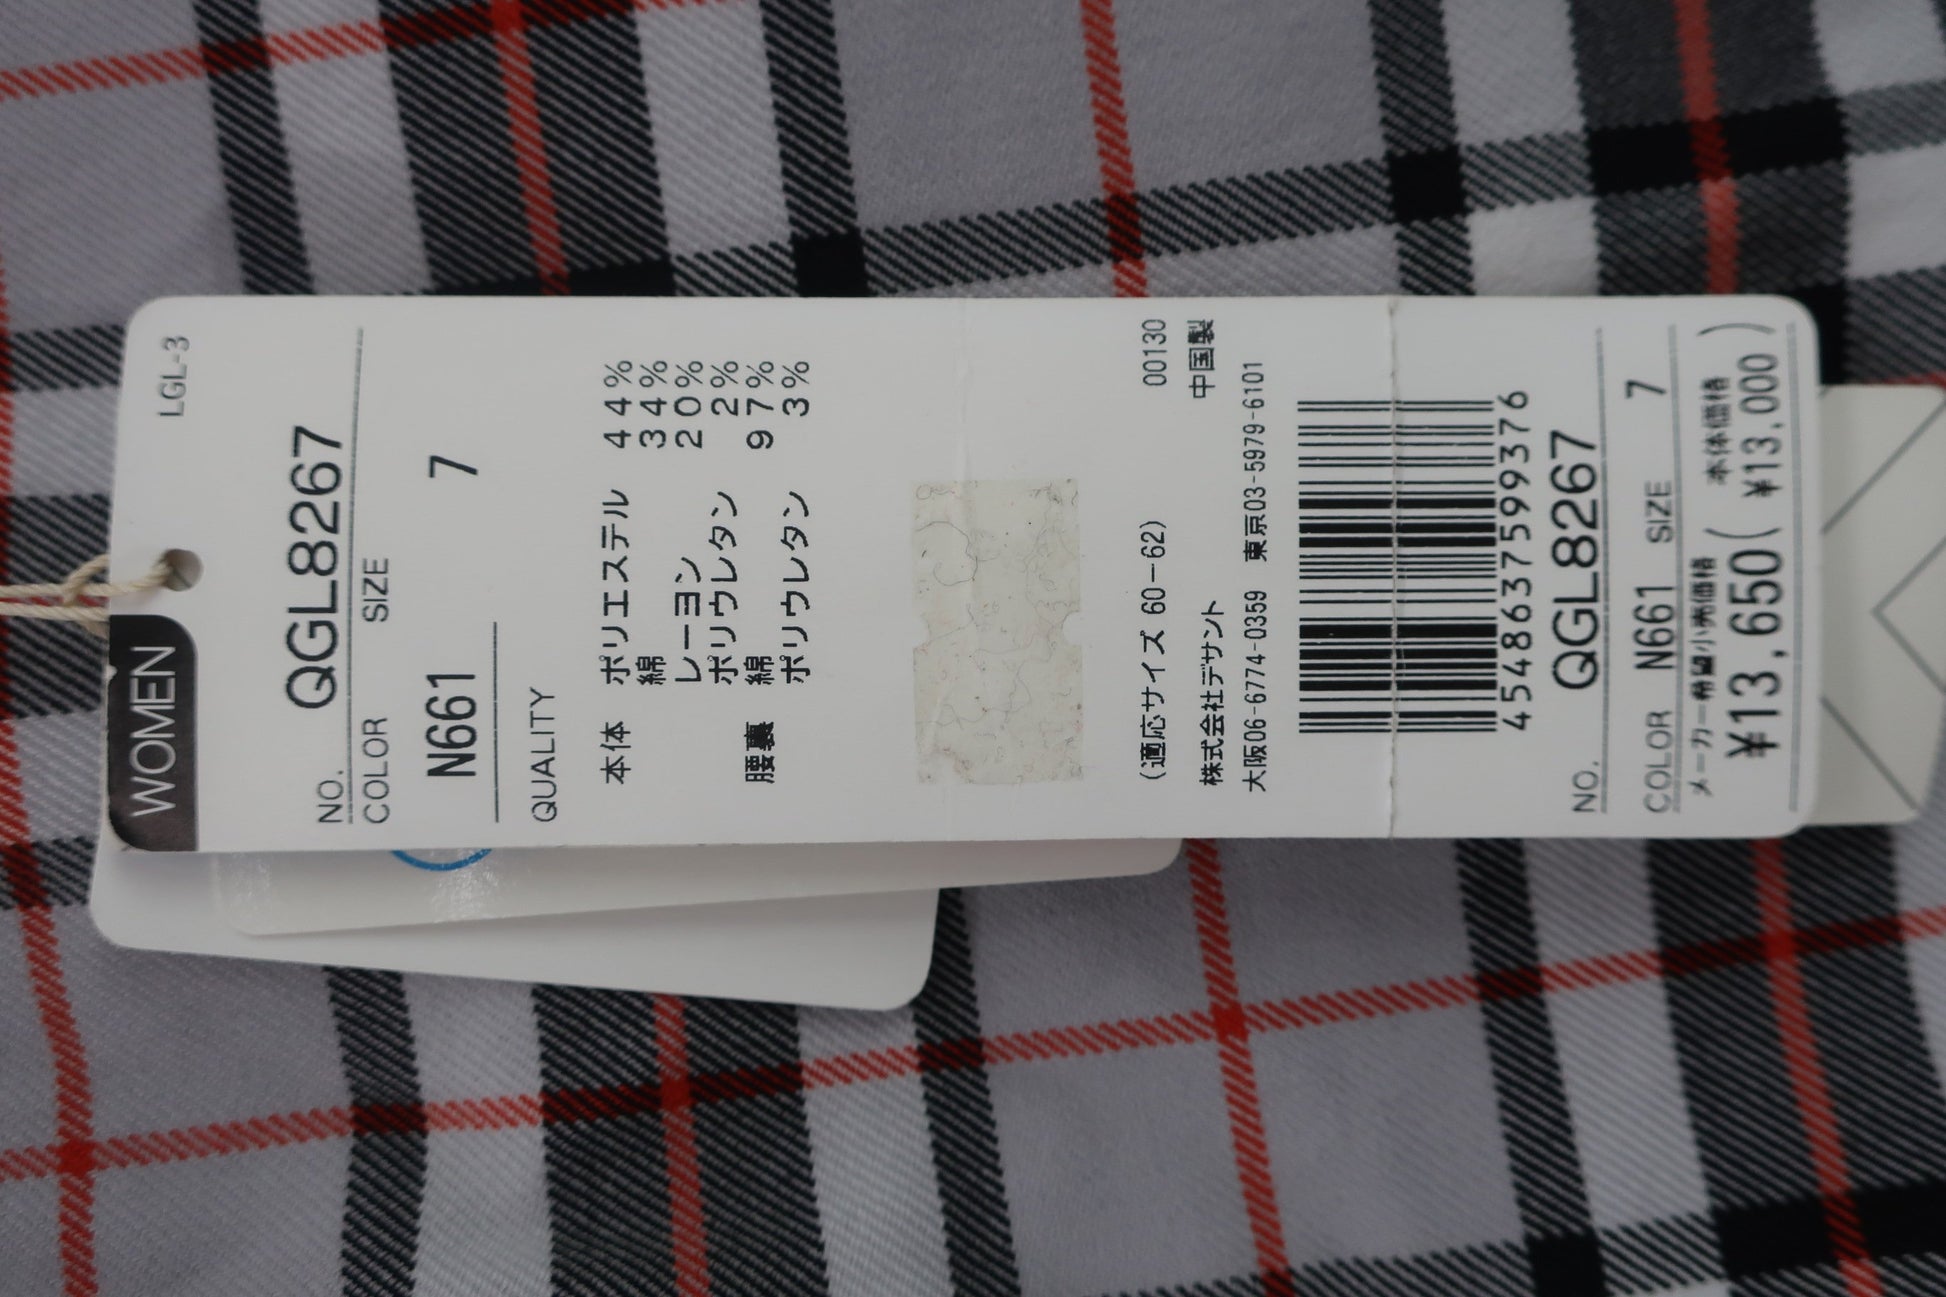 LGL-3
WOMEN
NO. QGL8267
COLOR SIZE
N661 7
QUALITY
本体 ポリエステル 44%
綿 34%
レーヨン 20%
ポリウレタン 2%
腰裏 綿 97%
ポリウレタン 3%
(適応サイズ 60-62) 00130
株式会社デサント 中国製
大阪06-6774-0359 東京03-5979-6101
4548637599376
NO. QGL8267
COLOR N661 SIZE 7
メーカー希望小売価格 本体価格
¥13,650( ¥13,000 )